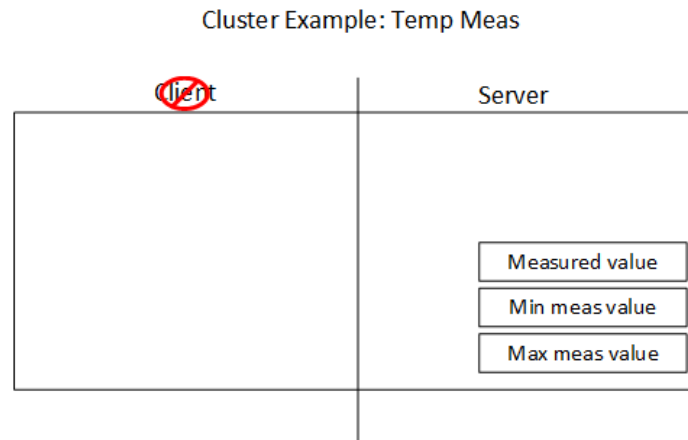 Cluster Example: Temp Meas
Client
Server
Measured value
Min meas value
Max meas value